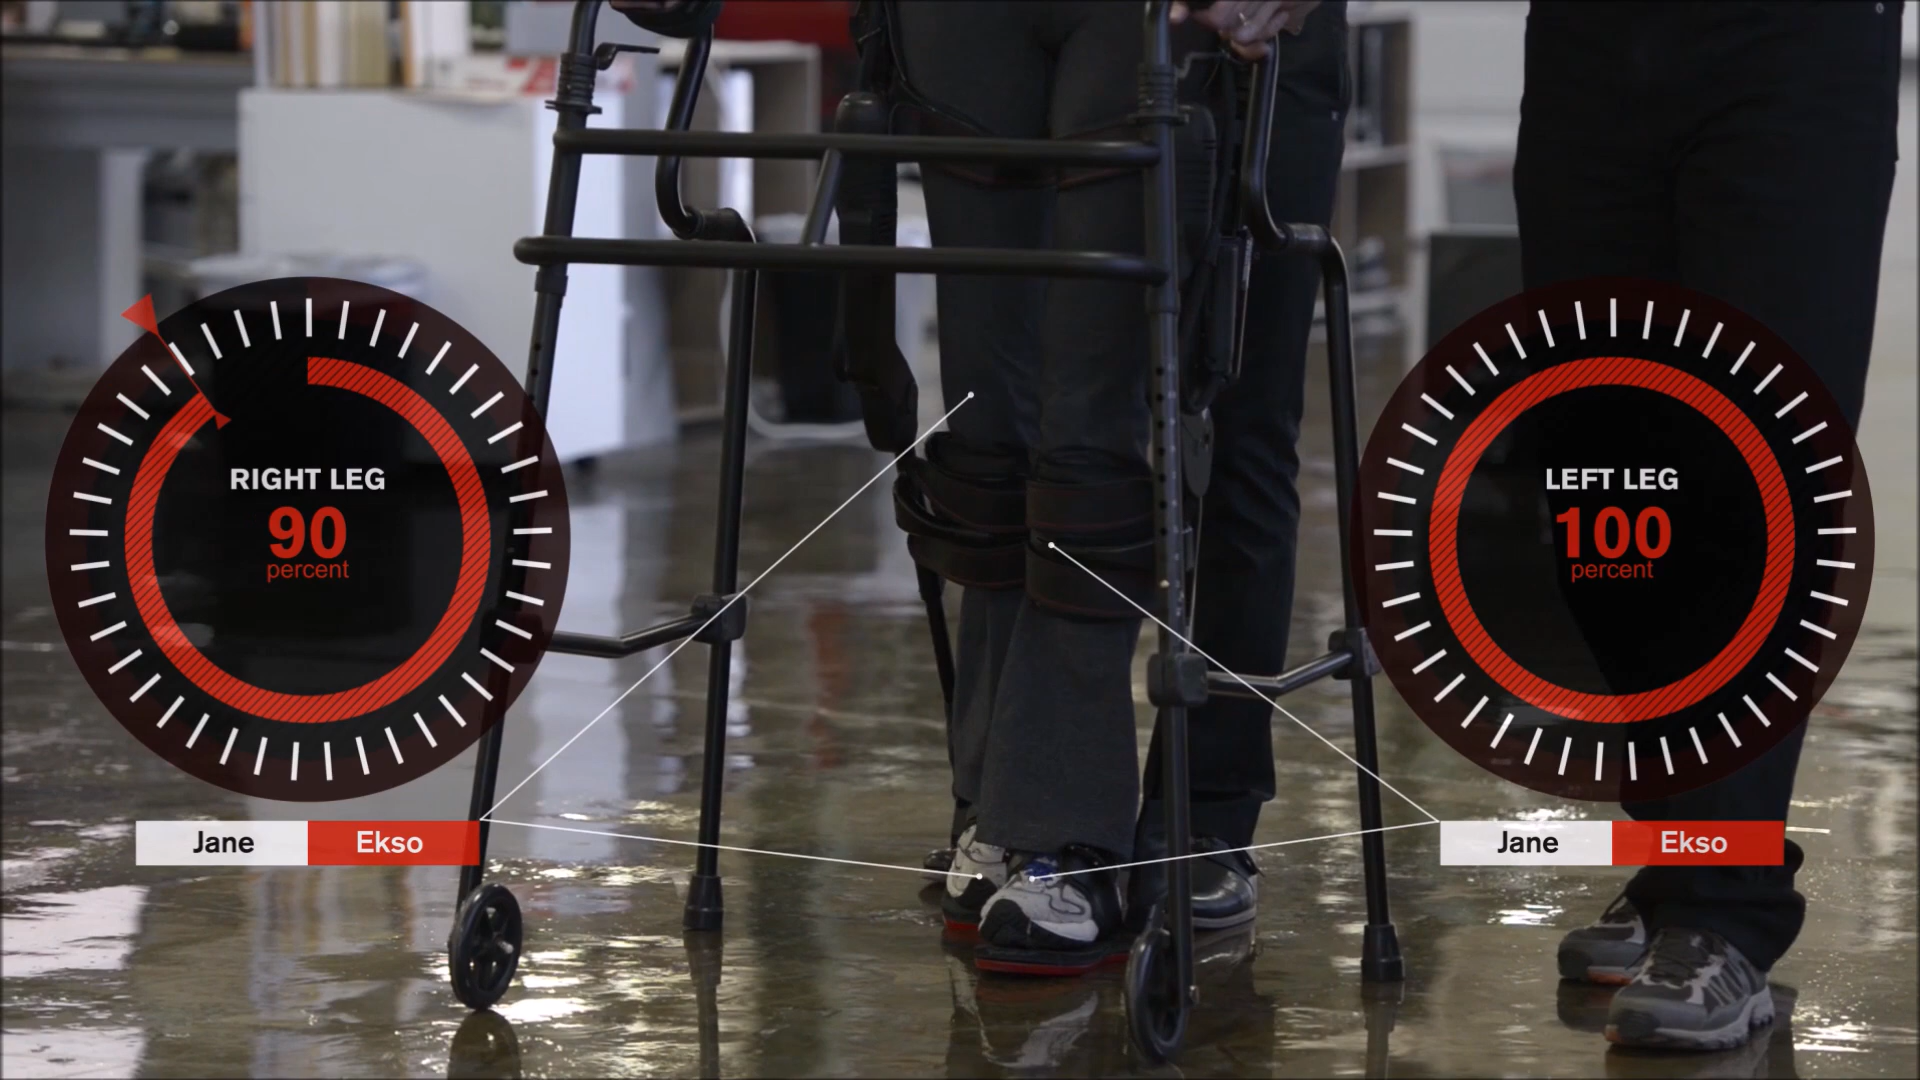 RIGHT LEG
90
percent
Jane Ekso
LEFT LEG
100
percent
Jane Ekso